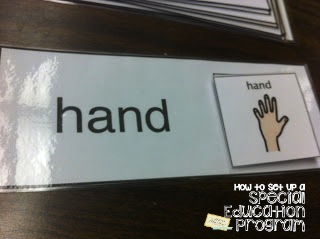 hand
hand
How to set up a
Special
Education
Program